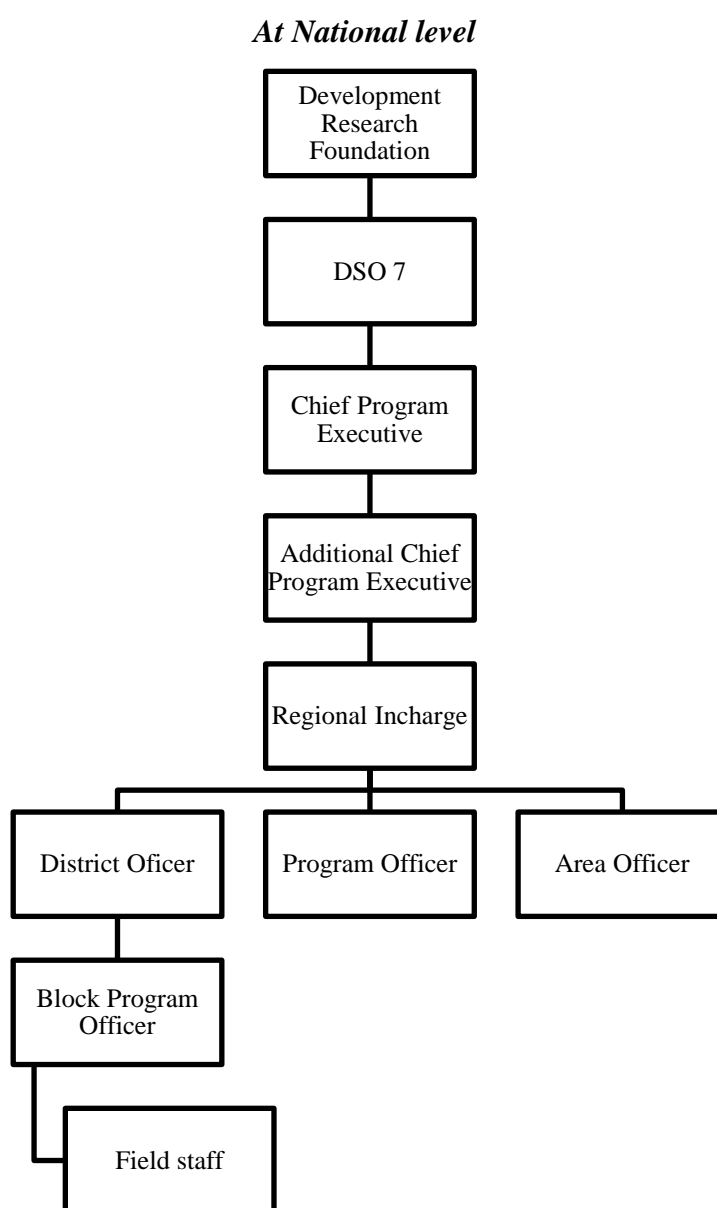 At National level
Development
Research
Foundation
DSO 7
Chief Program
Executive
Additional Chief
Program Executive
Regional Incharge
District Oficer
Program Officer
Area Officer
Block Program
Officer
Field staff